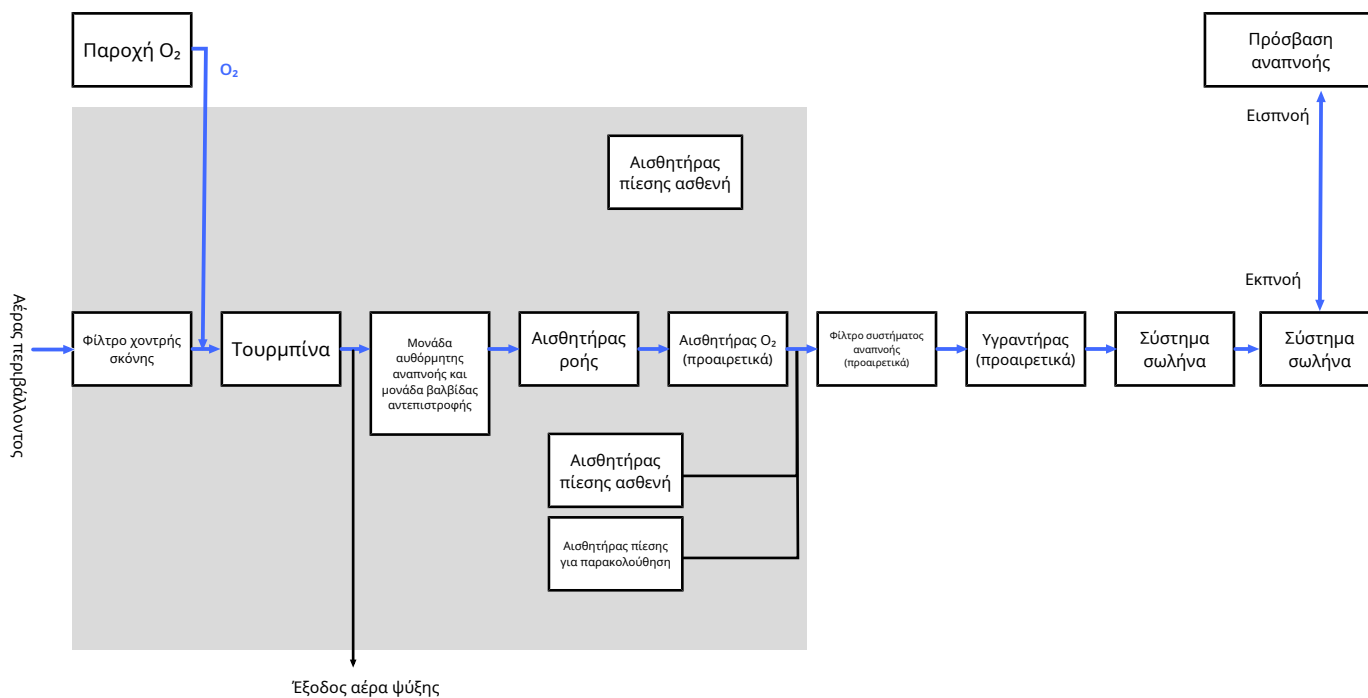 Παροχή O₂
O₂
Πρόσβαση
αναπνοής
Εισπνοή
Αισθητήρας
πίεσης ασθενή
Εκπνοή
Αέρας περιβάλλοντος
Φίλτρο χοντρής
σκόνης
Τουρμπίνα
Μονάδα
αυθόρμητης
αναπνοής και
μονάδα βαλβίδας
αντεπιστροφής
Αισθητήρας
ροής
Αισθητήρας O₂
(προαιρετικά)
Φίλτρο συστήματος
αναπνοής
(προαιρετικά)
Υγραντήρας
(προαιρετικά)
Σύστημα
σωλήνα
Σύστημα
σωλήνα
Αισθητήρας
πίεσης ασθενή
Αισθητήρας πίεσης
για παρακολούθηση
Έξοδος αέρα ψύξης